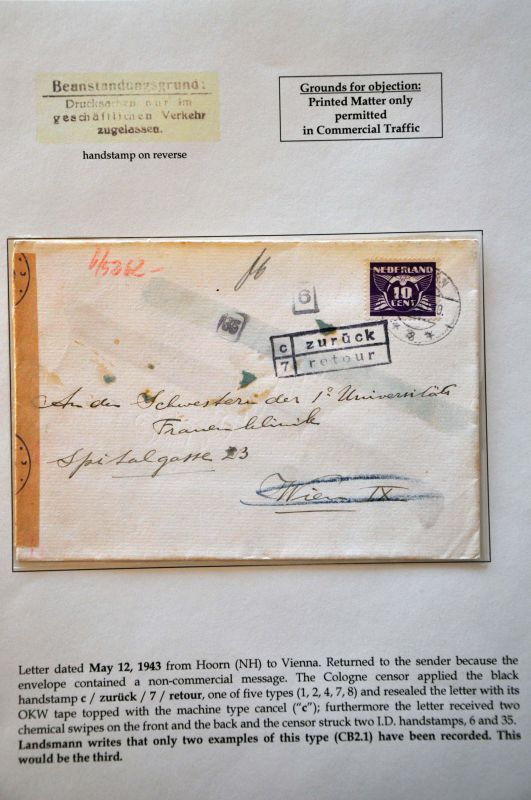 Beanstandungsgrund:
Drucksachen nur im
geschäftlichen Verkehr
zugelassen.
handstamp on reverse
Grounds for objection:
Printed Matter only
permitted
in Commercial Traffic
NEDERLAND
10
CENT
6
c zurück
7 retour
An den Schwestern der 1e Universitäts
Frauenklinik
Spitalgasse 23
Wien IX
Letter dated May 12, 1943 from Hoorn (NH) to Vienna. Returned to the sender because the
envelope contained a non-commercial message. The Cologne censor applied the black
handstamp c / zurück / 7 / retour, one of five types (1, 2, 4, 7, 8) and resealed the letter with its
OKW tape topped with the machine type cancel ("c"); furthermore the letter received two
chemical swipes on the front and the back and the censor struck two I.D. handstamps, 6 and 35.
Landsmann writes that only two examples of this type (CB2.1) have been recorded. This
would be the third.